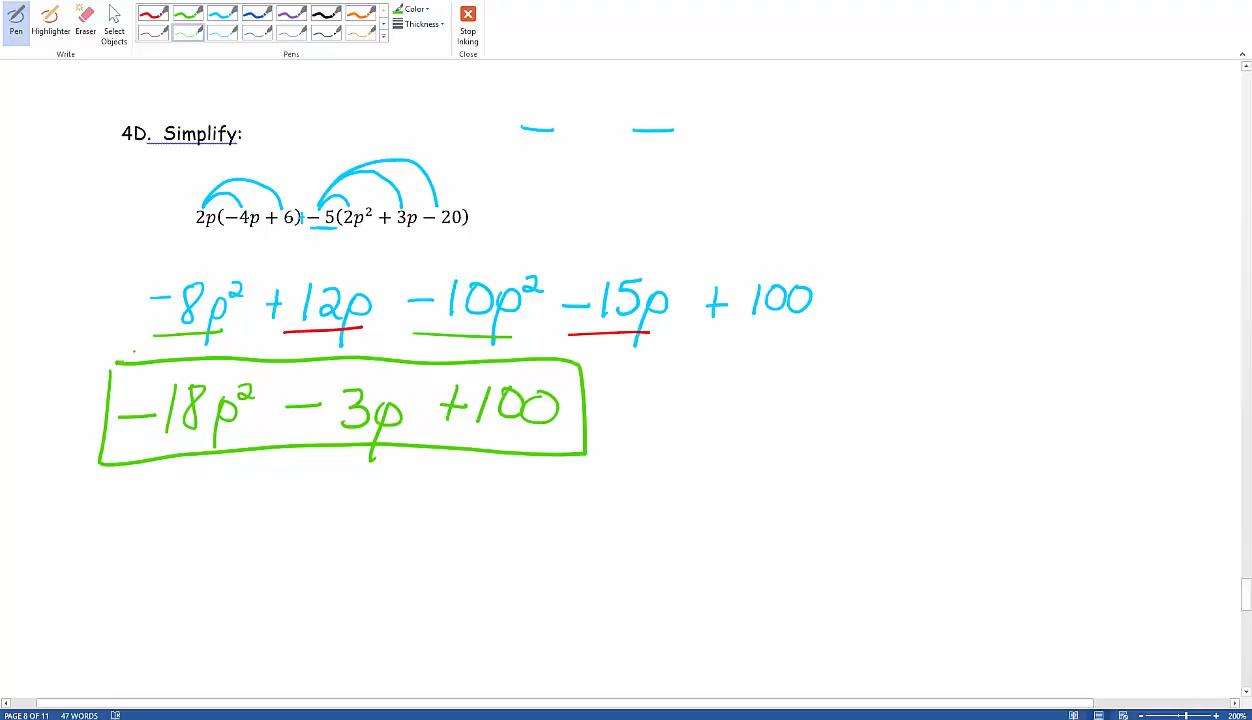 Pen
Highlighter
Eraser
Select Objects
Color
Thickness
Stop Inking
Write
Pens
Close
4D. Simplify:
2p(−4p + 6)+− 5(2p² + 3p − 20)
-8p² +12p -10p² -15p + 100
-18p² - 3p +100
PAGE 8 OF 11 47 WORDS
200%